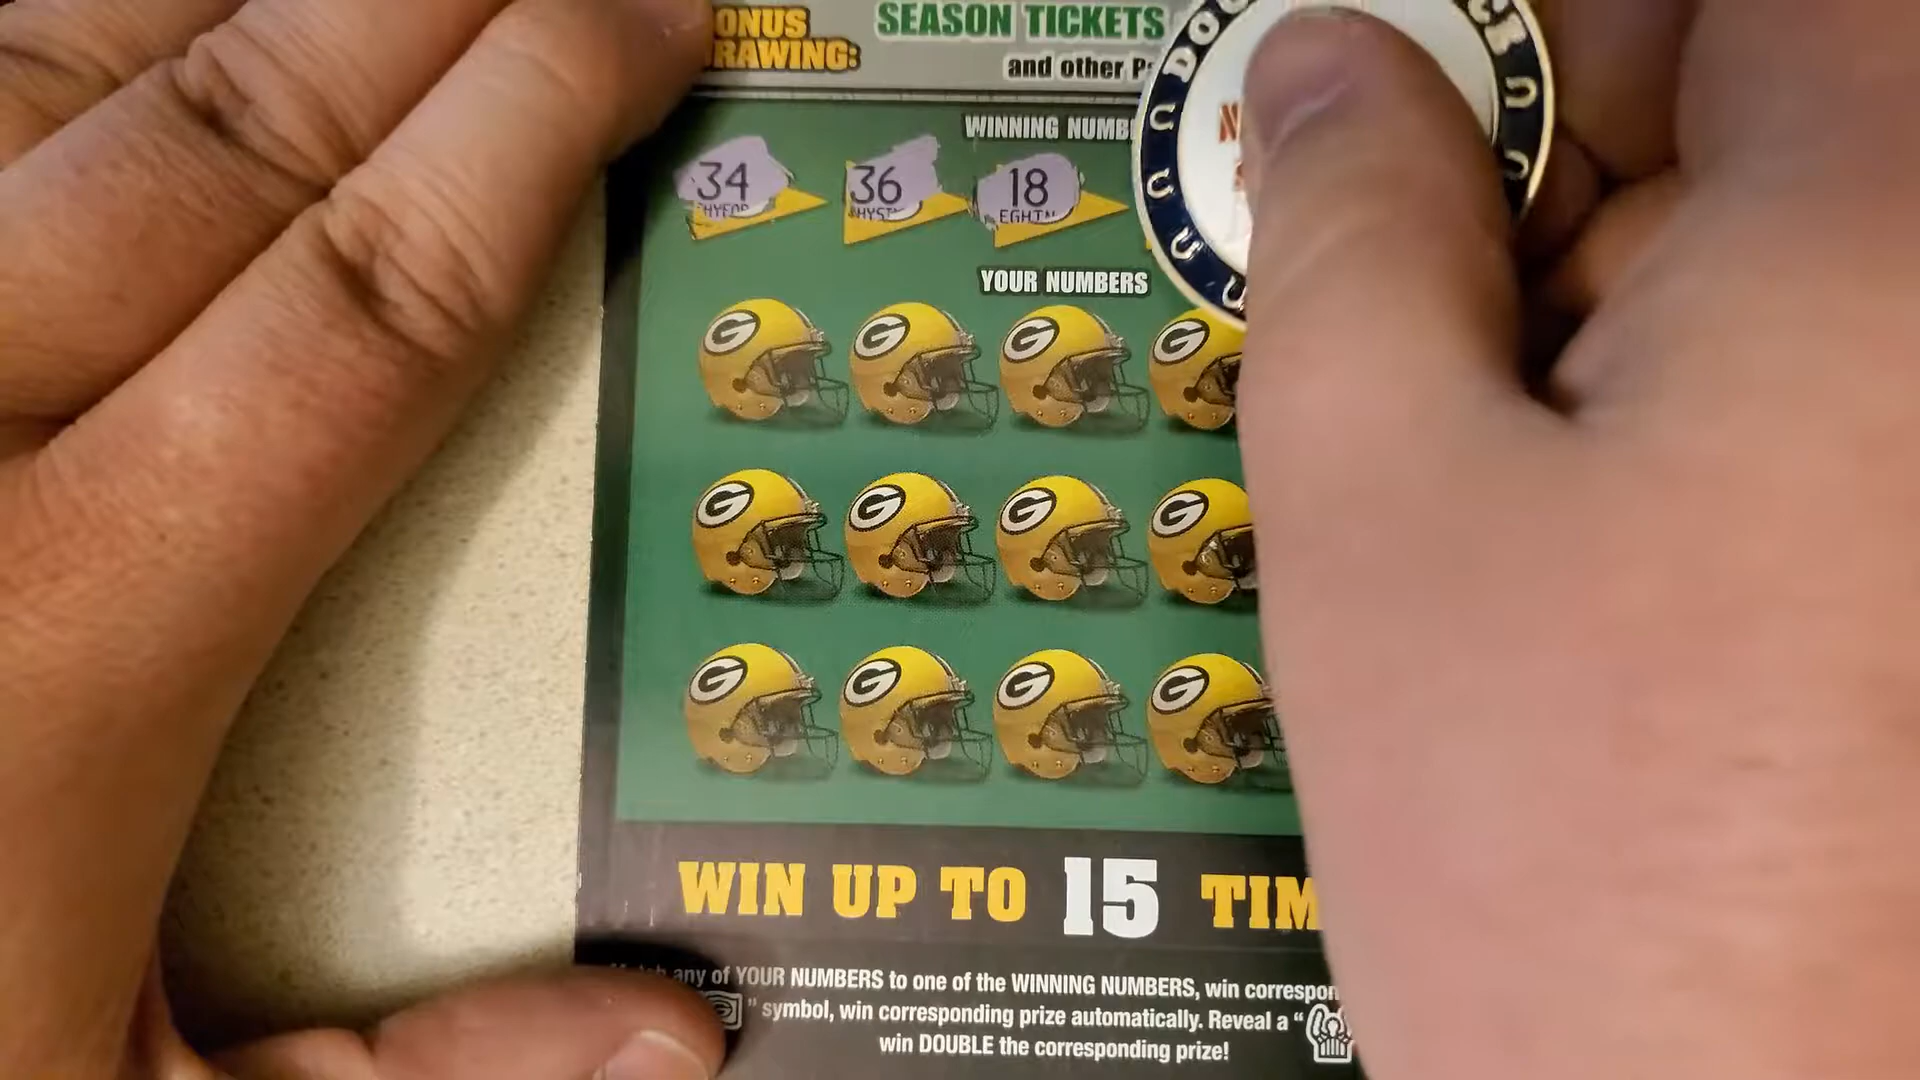 ONUS
RAWING:
SEASON TICKETS
and other P
WINNING NUMB
34
36
18
EGHTN
YOUR NUMBERS
G G G G
G G G G
G G G G
WIN UP TO 15 TIM
any of YOUR NUMBERS to one of the WINNING NUMBERS, win correspon
" symbol, win corresponding prize automatically. Reveal a "
win DOUBLE the corresponding prize!